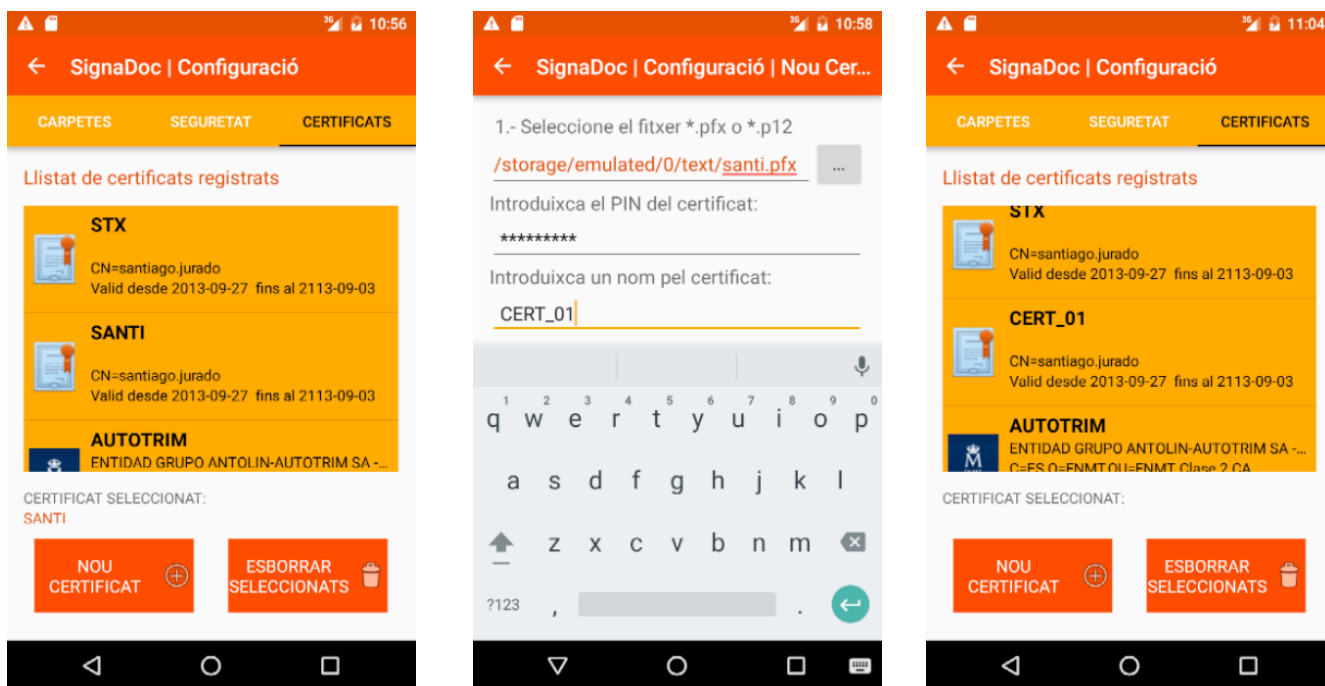 3G 10:56
SignaDoc | Configuració
CARPETES SEGURETAT CERTIFICATS
Llistat de certificats registrats
STX
CN=santiago.jurado
Valid desde 2013-09-27 fins al 2113-09-03
SANTI
CN=santiago.jurado
Valid desde 2013-09-27 fins al 2113-09-03
AUTOTRIM
ENTIDAD GRUPO ANTOLIN-AUTOTRIM SA -...
CERTIFICAT SELECCIONAT:
SANTI
NOU
CERTIFICAT
ESBORRAR
SELECCIONATS
3G 10:58
SignaDoc | Configuració | Nou Cer...
1.- Seleccione el fitxer *.pfx o *.p12
/storage/emulated/0/text/santi.pfx ...
Introduixca el PIN del certificat:
*********
Introduixca un nom pel certificat:
CERT_01
1 2 3 4 5 6 7 8 9 0
q w e r t y u i o p
a s d f g h j k l
z x c v b n m
?123 , .
3G 11:04
SignaDoc | Configuració
CARPETES SEGURETAT CERTIFICATS
Llistat de certificats registrats
STX
CN=santiago.jurado
Valid desde 2013-09-27 fins al 2113-09-03
CERT_01
CN=santiago.jurado
Valid desde 2013-09-27 fins al 2113-09-03
AUTOTRIM
ENTIDAD GRUPO ANTOLIN-AUTOTRIM SA -...
C=ES,O=FNMT,OU=FNMT Clase 2 CA
CERTIFICAT SELECCIONAT:
NOU
CERTIFICAT
ESBORRAR
SELECCIONATS